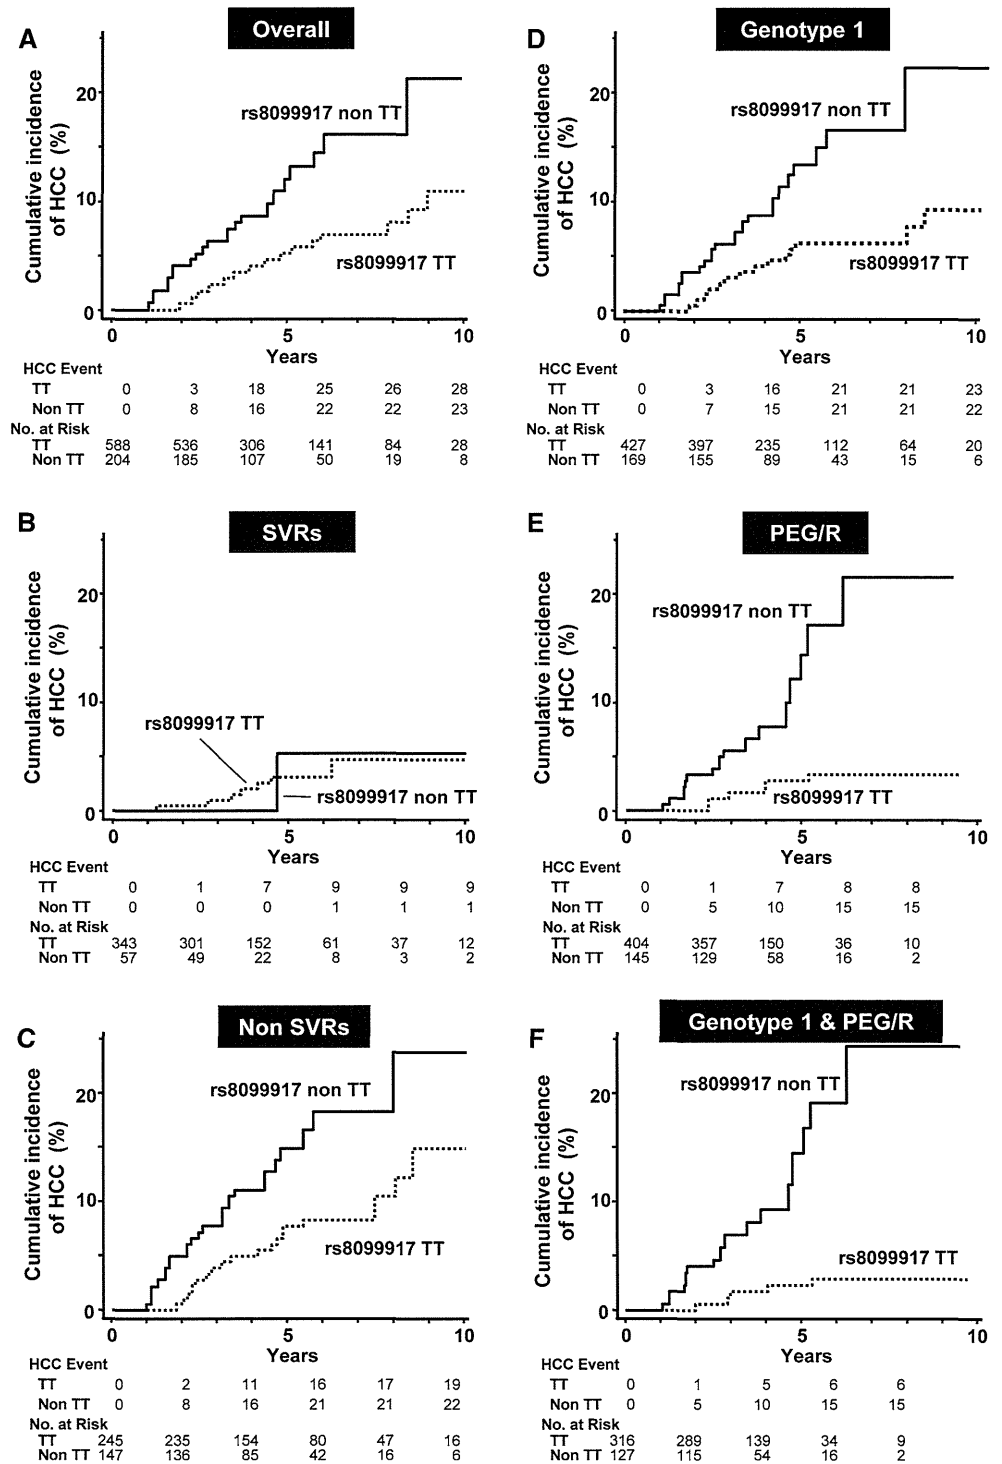 A
Overall
Cumulative incidence
of HCC (%)
20
10
0
rs8099917 non TT
rs8099917 TT
0 5 10
Years
HCC Event
TT 0 3 18 25 26 28
Non TT 0 8 16 22 22 23
No. at Risk
TT 588 536 306 141 84 28
Non TT 204 185 107 50 19 8
B
SVRs
Cumulative incidence
of HCC (%)
20
10
0
rs8099917 TT
rs8099917 non TT
0 5 10
Years
HCC Event
TT 0 1 7 9 9 9
Non TT 0 0 0 1 1 1
No. at Risk
TT 343 301 152 61 37 12
Non TT 57 49 22 8 3 2
C
Non SVRs
Cumulative incidence
of HCC (%)
20
10
0
rs8099917 non TT
rs8099917 TT
0 5 10
Years
HCC Event
TT 0 2 11 16 17 19
Non TT 0 8 16 21 21 22
No. at Risk
TT 245 235 154 80 47 16
Non TT 147 136 85 42 16 6
D
Genotype 1
Cumulative incidence
of HCC (%)
20
10
0
rs8099917 non TT
rs8099917 TT
0 5 10
Years
HCC Event
TT 0 3 16 21 21 23
Non TT 0 7 15 21 21 22
No. at Risk
TT 427 397 235 112 64 20
Non TT 169 155 89 43 15 6
E
PEG/R
Cumulative incidence
of HCC (%)
20
10
0
rs8099917 non TT
rs8099917 TT
0 5 10
Years
HCC Event
TT 0 1 7 8 8
Non TT 0 5 10 15 15
No. at Risk
TT 404 357 150 36 10
Non TT 145 129 58 16 2
F
Genotype 1 & PEG/R
Cumulative incidence
of HCC (%)
20
10
0
rs8099917 non TT
rs8099917 TT
0 5 10
Years
HCC Event
TT 0 1 5 6 6
Non TT 0 5 10 15 15
No. at Risk
TT 316 289 139 34 9
Non TT 127 115 54 16 2